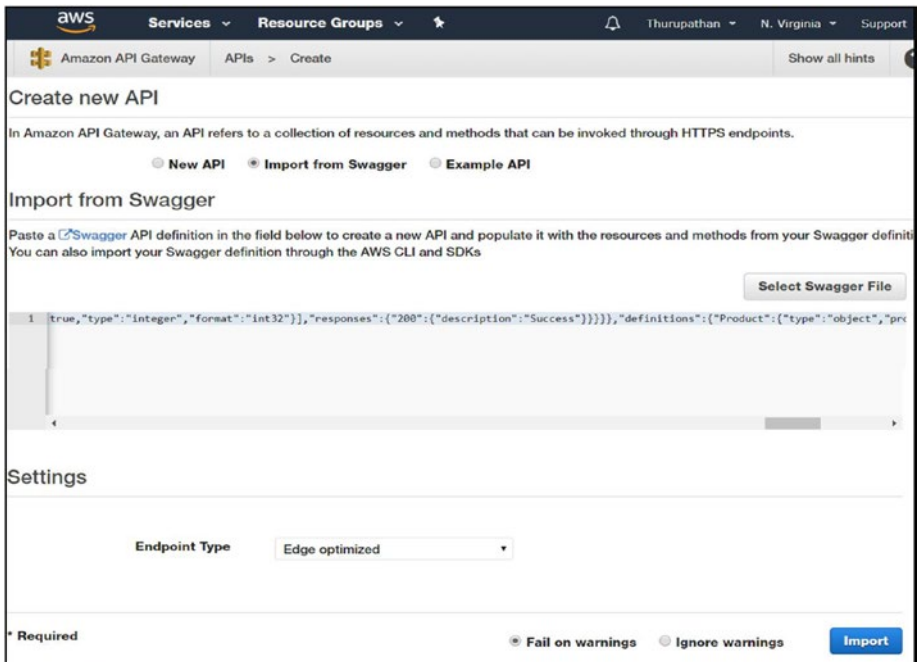 aws Services Resource Groups Thurupathan N. Virginia Support
Amazon API Gateway APIs > Create Show all hints
Create new API
In Amazon API Gateway, an API refers to a collection of resources and methods that can be invoked through HTTPS endpoints.
New API Import from Swagger Example API
Import from Swagger
Paste a Swagger API definition in the field below to create a new API and populate it with the resources and methods from your Swagger definiti
You can also import your Swagger definition through the AWS CLI and SDKs
Select Swagger File
1 true,"type":"integer","format":"int32"}],"responses":{"200":{"description":"Success"}}}}},"definitions":{"Product":{"type":"object","pro
Settings
Endpoint Type Edge optimized
* Required Fail on warnings Ignore warnings Import